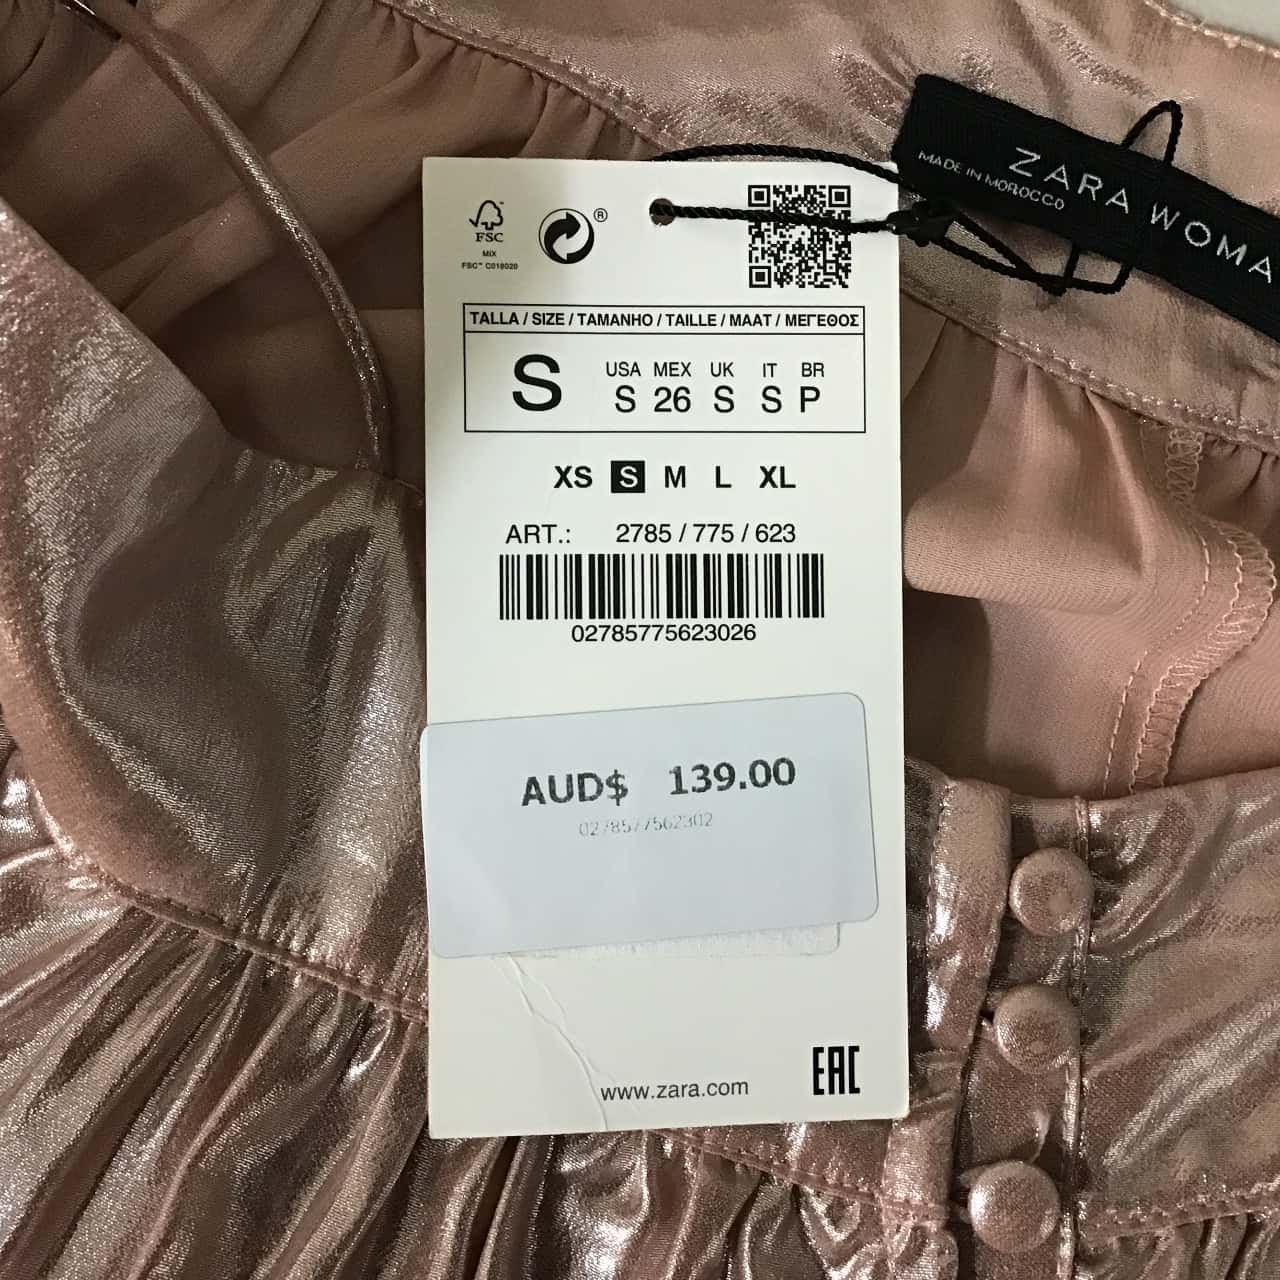 ZARA WOMA
MADE IN MOROCCO
FSC
MIX
FSC™ C018020
®
TALLA / SIZE / TAMANHO / TAILLE / MAAT / ΜΕΓΕΘΟΣ
S
USA MEX UK IT BR
S 26 S S P
XS S M L XL
ART.: 2785 / 775 / 623
02785775623026
AUD$ 139.00
0278577562302
www.zara.com
EAC